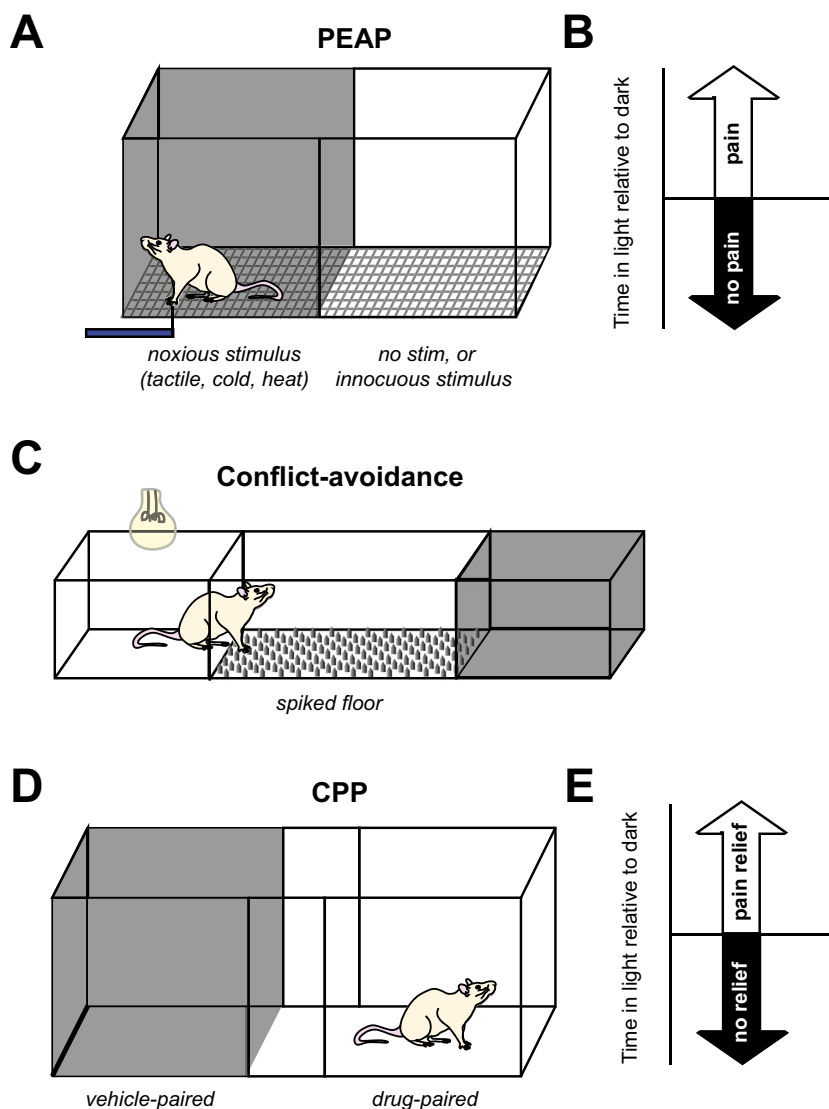 A
PEAP
B
Time in light relative to dark
pain
no pain
noxious stimulus
(tactile, cold, heat)
no stim, or
innocuous stimulus
C
Conflict-avoidance
spiked floor
D
CPP
E
Time in light relative to dark
pain relief
no relief
vehicle-paired
drug-paired